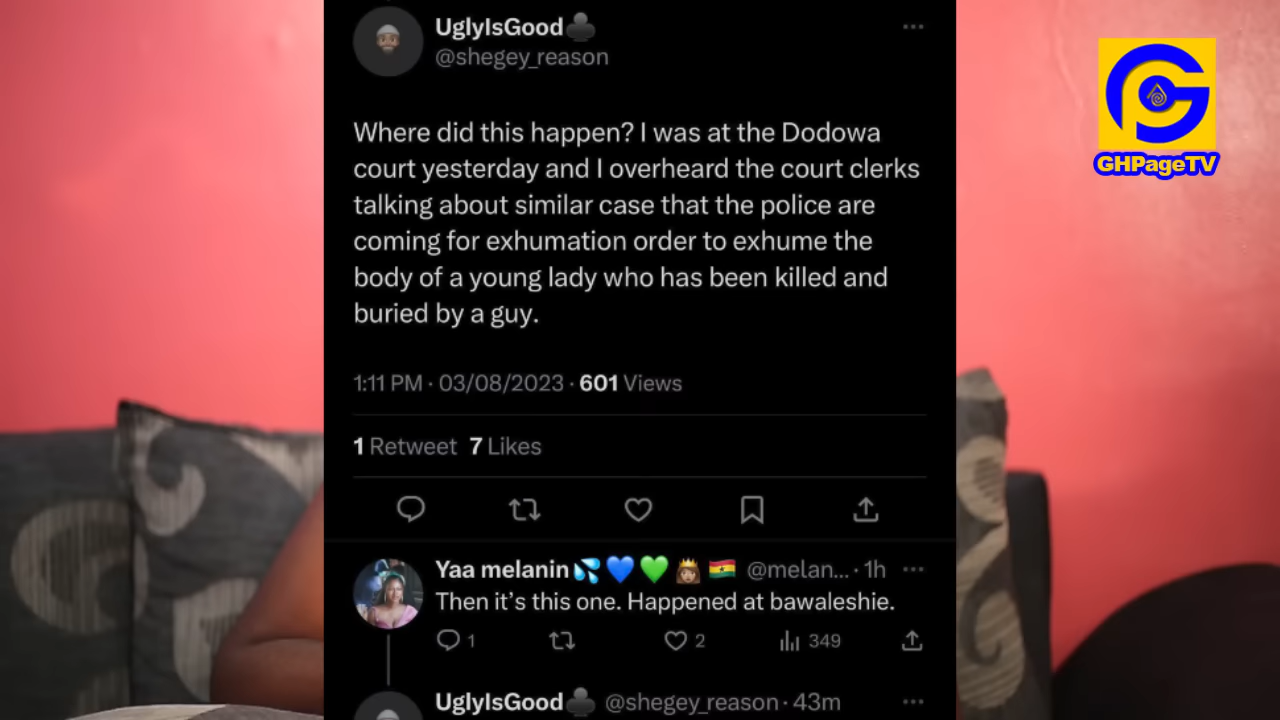 UglyIsGood♣️
@shegey_reason
Where did this happen? I was at the Dodowa
court yesterday and I overheard the court clerks
talking about similar case that the police are
coming for exhumation order to exhume the
body of a young lady who has been killed and
buried by a guy.
1:11 PM · 03/08/2023 · 601 Views
1 Retweet 7 Likes
Yaa melanin💦💙💚👸🏽🇬🇭 @melan... · 1h
Then it's this one. Happened at bawaleshie.
1 2 349
UglyIsGood♣️ @shegey_reason · 43m
GHPageTV